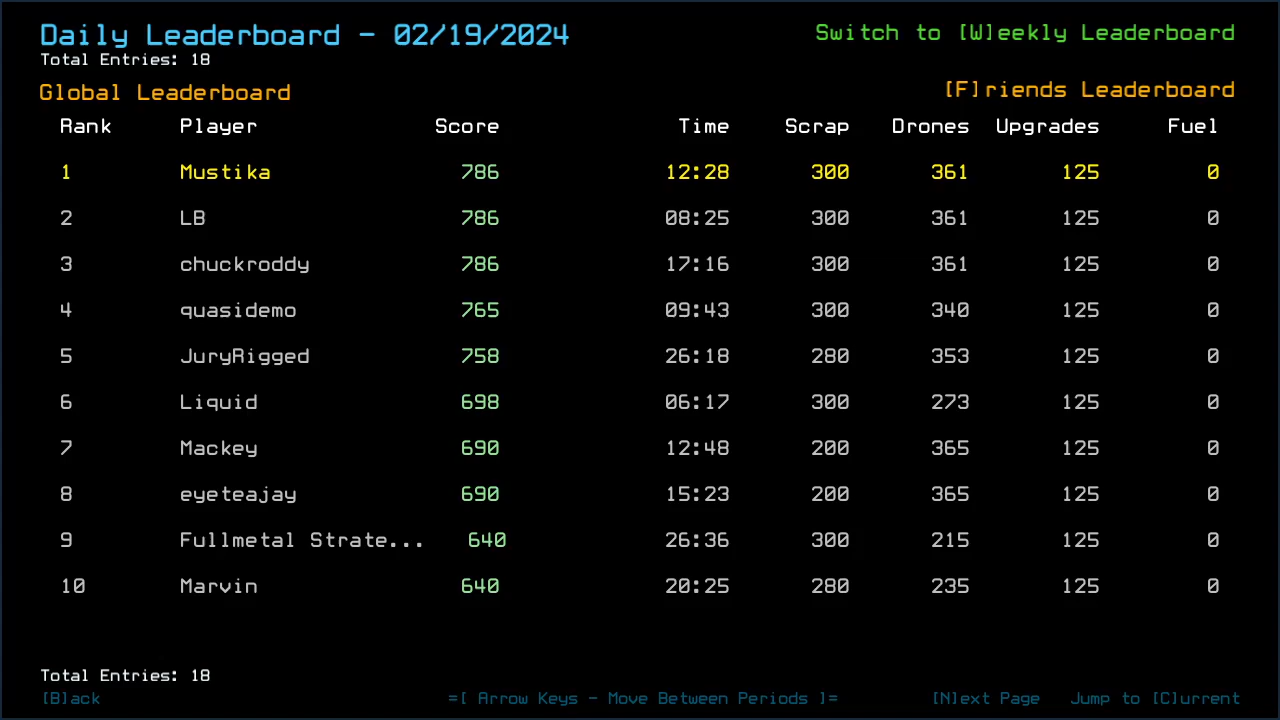 Daily Leaderboard - 02/19/2024 Switch to [W]eekly Leaderboard
Total Entries: 18
Global Leaderboard [F]riends Leaderboard
Rank Player Score Time Scrap Drones Upgrades Fuel
1 Mustika 786 12:28 300 361 125 0
2 LB 786 08:25 300 361 125 0
3 chuckroddy 786 17:16 300 361 125 0
4 quasidemo 765 09:43 300 340 125 0
5 JuryRigged 758 26:18 280 353 125 0
6 Liquid 698 06:17 300 273 125 0
7 Mackey 690 12:48 200 365 125 0
8 eyeteajay 690 15:23 200 365 125 0
9 Fullmetal Strate... 640 26:36 300 215 125 0
10 Marvin 640 20:25 280 235 125 0
Total Entries: 18
[B]ack =[ Arrow Keys - Move Between Periods ]= [N]ext Page Jump to [C]urrent